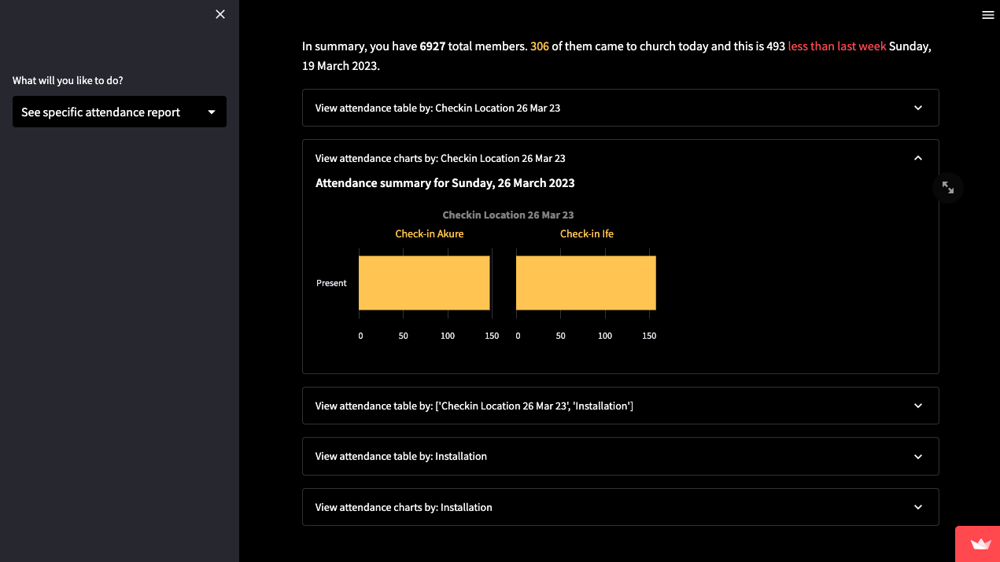 What will you like to do?
See specific attendance report
In summary, you have 6927 total members. 306 of them came to church today and this is 493 less than last week Sunday,
19 March 2023.
View attendance table by: Checkin Location 26 Mar 23
View attendance charts by: Checkin Location 26 Mar 23
Attendance summary for Sunday, 26 March 2023
Checkin Location 26 Mar 23
Check-in Akure Check-in Ife
Present
0 50 100 150 0 50 100 150
View attendance table by: ['Checkin Location 26 Mar 23', 'Installation']
View attendance table by: Installation
View attendance charts by: Installation